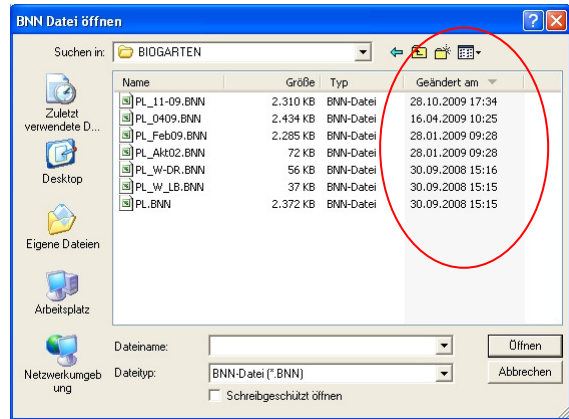 BNN Datei öffnen
Suchen in: BIOGARTEN
Name Größe Typ Geändert am
PL_11-09.BNN 2.310 KB BNN-Datei 28.10.2009 17:34
PL_0409.BNN 2.434 KB BNN-Datei 16.04.2009 10:25
PL_Feb09.BNN 2.285 KB BNN-Datei 28.01.2009 09:28
PL_Akt02.BNN 72 KB BNN-Datei 28.01.2009 09:28
PL_W-DR.BNN 56 KB BNN-Datei 30.09.2008 15:16
PL_W_LB.BNN 37 KB BNN-Datei 30.09.2008 15:15
PL.BNN 2.372 KB BNN-Datei 30.09.2008 15:15
Zuletzt
verwendete D...
Desktop
Eigene Dateien
Arbeitsplatz
Netzwerkumgeb
ung
Dateiname: Öffnen
Dateityp: BNN-Datei (*.BNN) Abbrechen
Schreibgeschützt öffnen